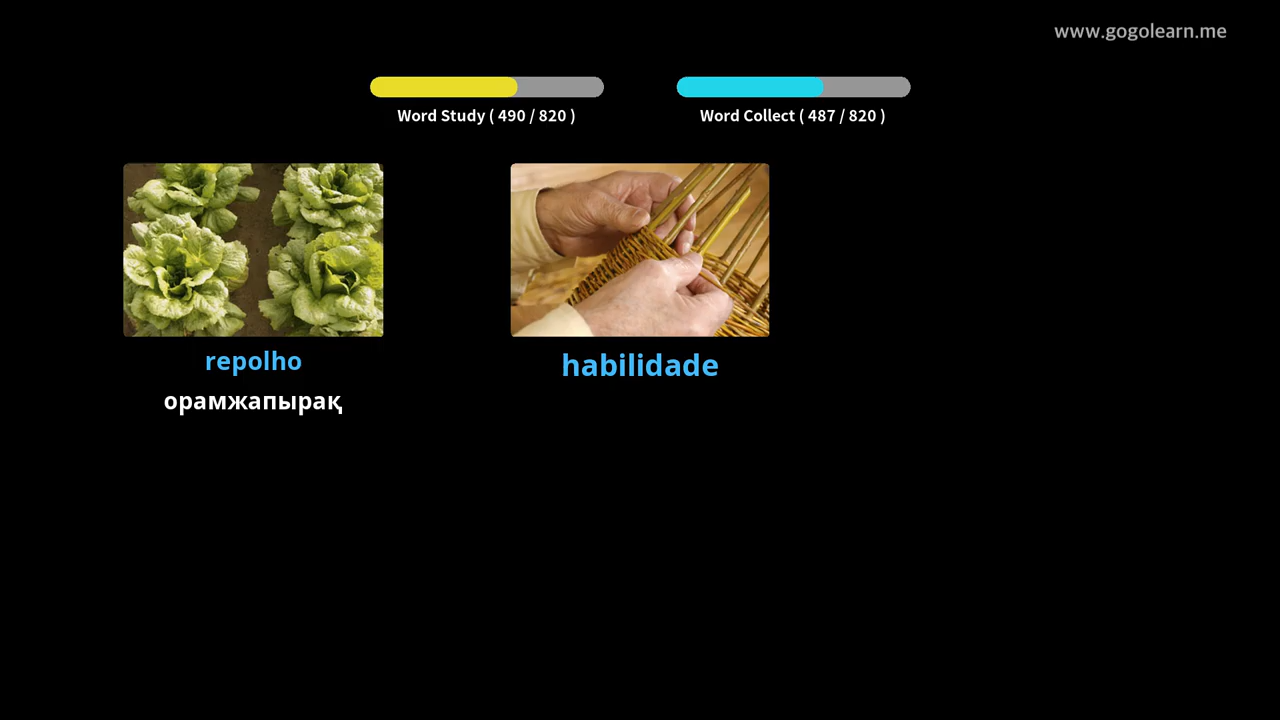 www.gogolearn.me
Word Study ( 490 / 820 )
Word Collect ( 487 / 820 )
repolho
орамжапырақ
habilidade